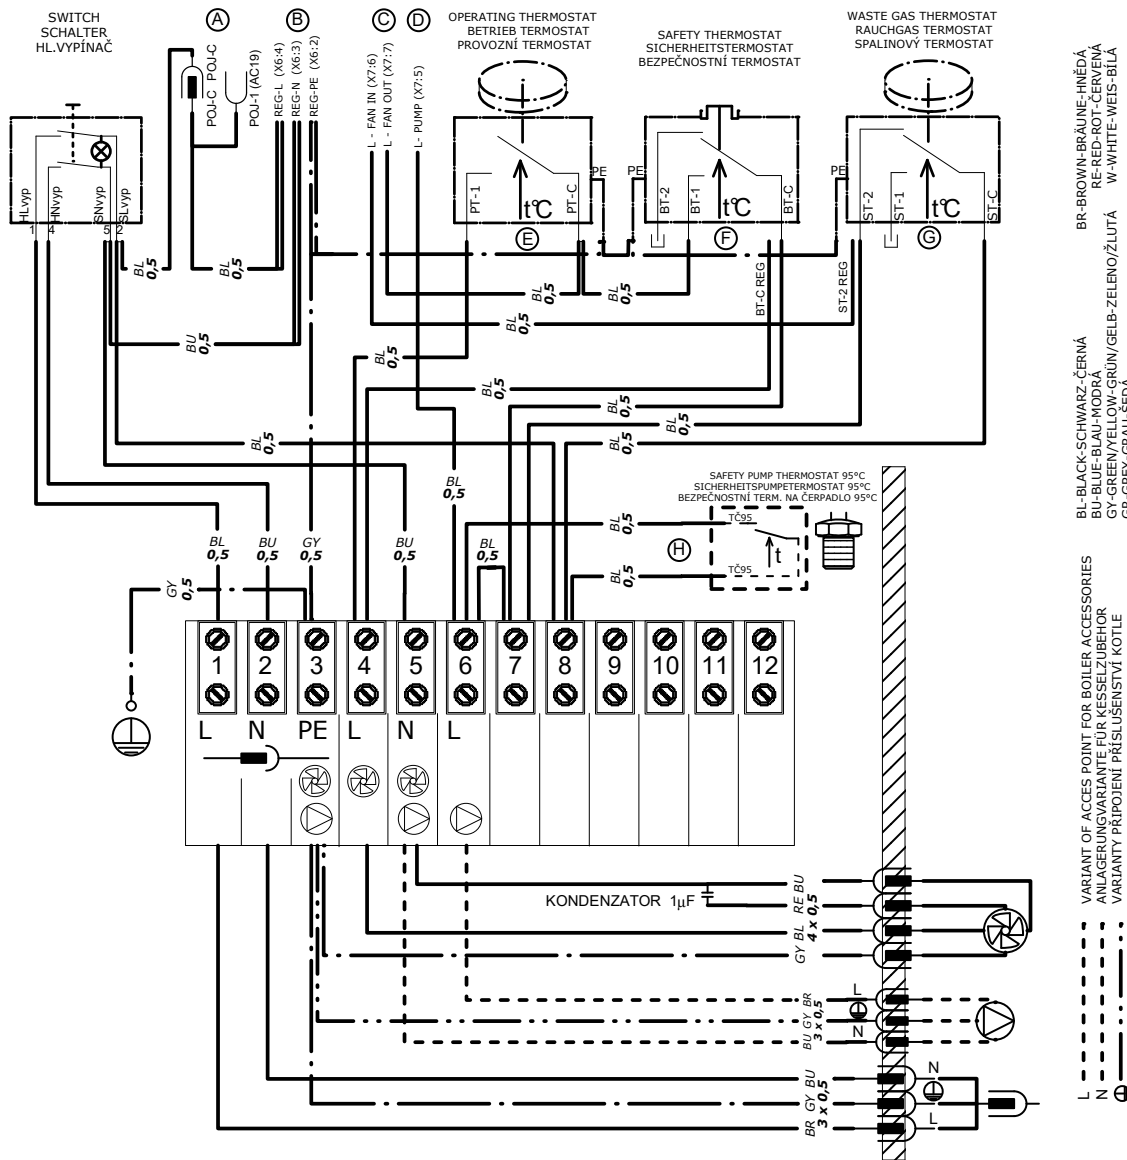 SWITCH
SCHALTER
HL.VYPÍNAČ
A
B
C
D
POJ-C POJ-C
POJ-1 (AC19)
REG-L (X6:4)
REG-N (X6:3)
REG-PE (X6:2)
L - FAN IN (X7:6)
L - FAN OUT (X7:7)
L - PUMP (X7:5)
OPERATING THERMOSTAT
BETRIEB TERMOSTAT
PROVOZNÍ TERMOSTAT
SAFETY THERMOSTAT
SICHERHEITSTERMOSTAT
BEZPEČNOSTNÍ TERMOSTAT
WASTE GAS THERMOSTAT
RAUCHGAS TERMOSTAT
SPALINOVÝ TERMOSTAT
BR-BROWN-BRÄUNE-HNĚDÁ
RE-RED-ROT-ČERVENÁ
W-WHITE-WEIS-BÍLÁ
HLvyp
HNvyp
SNvyp
SLvyp
1 4 5 2
PT-1
t°C
PT-C
PE
E
PE
BT-2
BT-1
t°C
BT-C
F
PE
ST-2
ST-1
t°C
ST-C
G
BL 0,5
BL 0,5
BL 0,5
BL 0,5
BT-C REG
ST-2 REG
BU 0,5
BL 0,5
BL 0,5
BL 0,5
BL 0,5
BL 0,5
BL 0,5
BL-BLACK-SCHWARZ-ČERNÁ
BU-BLUE-BLAU-MODRÁ
GY-GREEN/YELLOW-GRÜN/GELB-ZELENO/ŽLUTÁ
GR-GREY-GRAU-ŠEDÁ
SAFETY PUMP THERMOSTAT 95°C
SICHERHEITSPUMPETERMOSTAT 95°C
BEZPEČNOSTNÍ TERM. NA ČERPADLO 95°C
BL
0,5
TČ95
t
TČ95
H
BL 0,5
BL 0,5
BL
0,5
BU
0,5
GY
0,5
BU
0,5
BL
0,5
GY 0,5
1 2 3 4 5 6 7 8 9 10 11 12
L N PE L N L
KONDENZATOR 1µF
BU
RE
BL
GY
4 x 0,5
BR
GY
BU
3 x 0,5
L
N
BU
GY
BR
3 x 0,5
N
L
VARIANT OF ACCES POINT FOR BOILER ACCESSORIES
ANLAGERUNGVARIANTE FÜR KESSELZUBEHOR
VARIANTY PŘIPOJENÍ PŘÍSLUŠENSTVÍ KOTLE
L
N